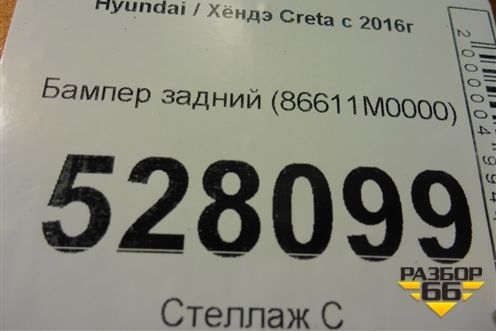 Hyundai / Хёндэ Creta с 2016г
Бампер задний (86611M0000)
528099
Стеллаж С
РАЗБОР
66